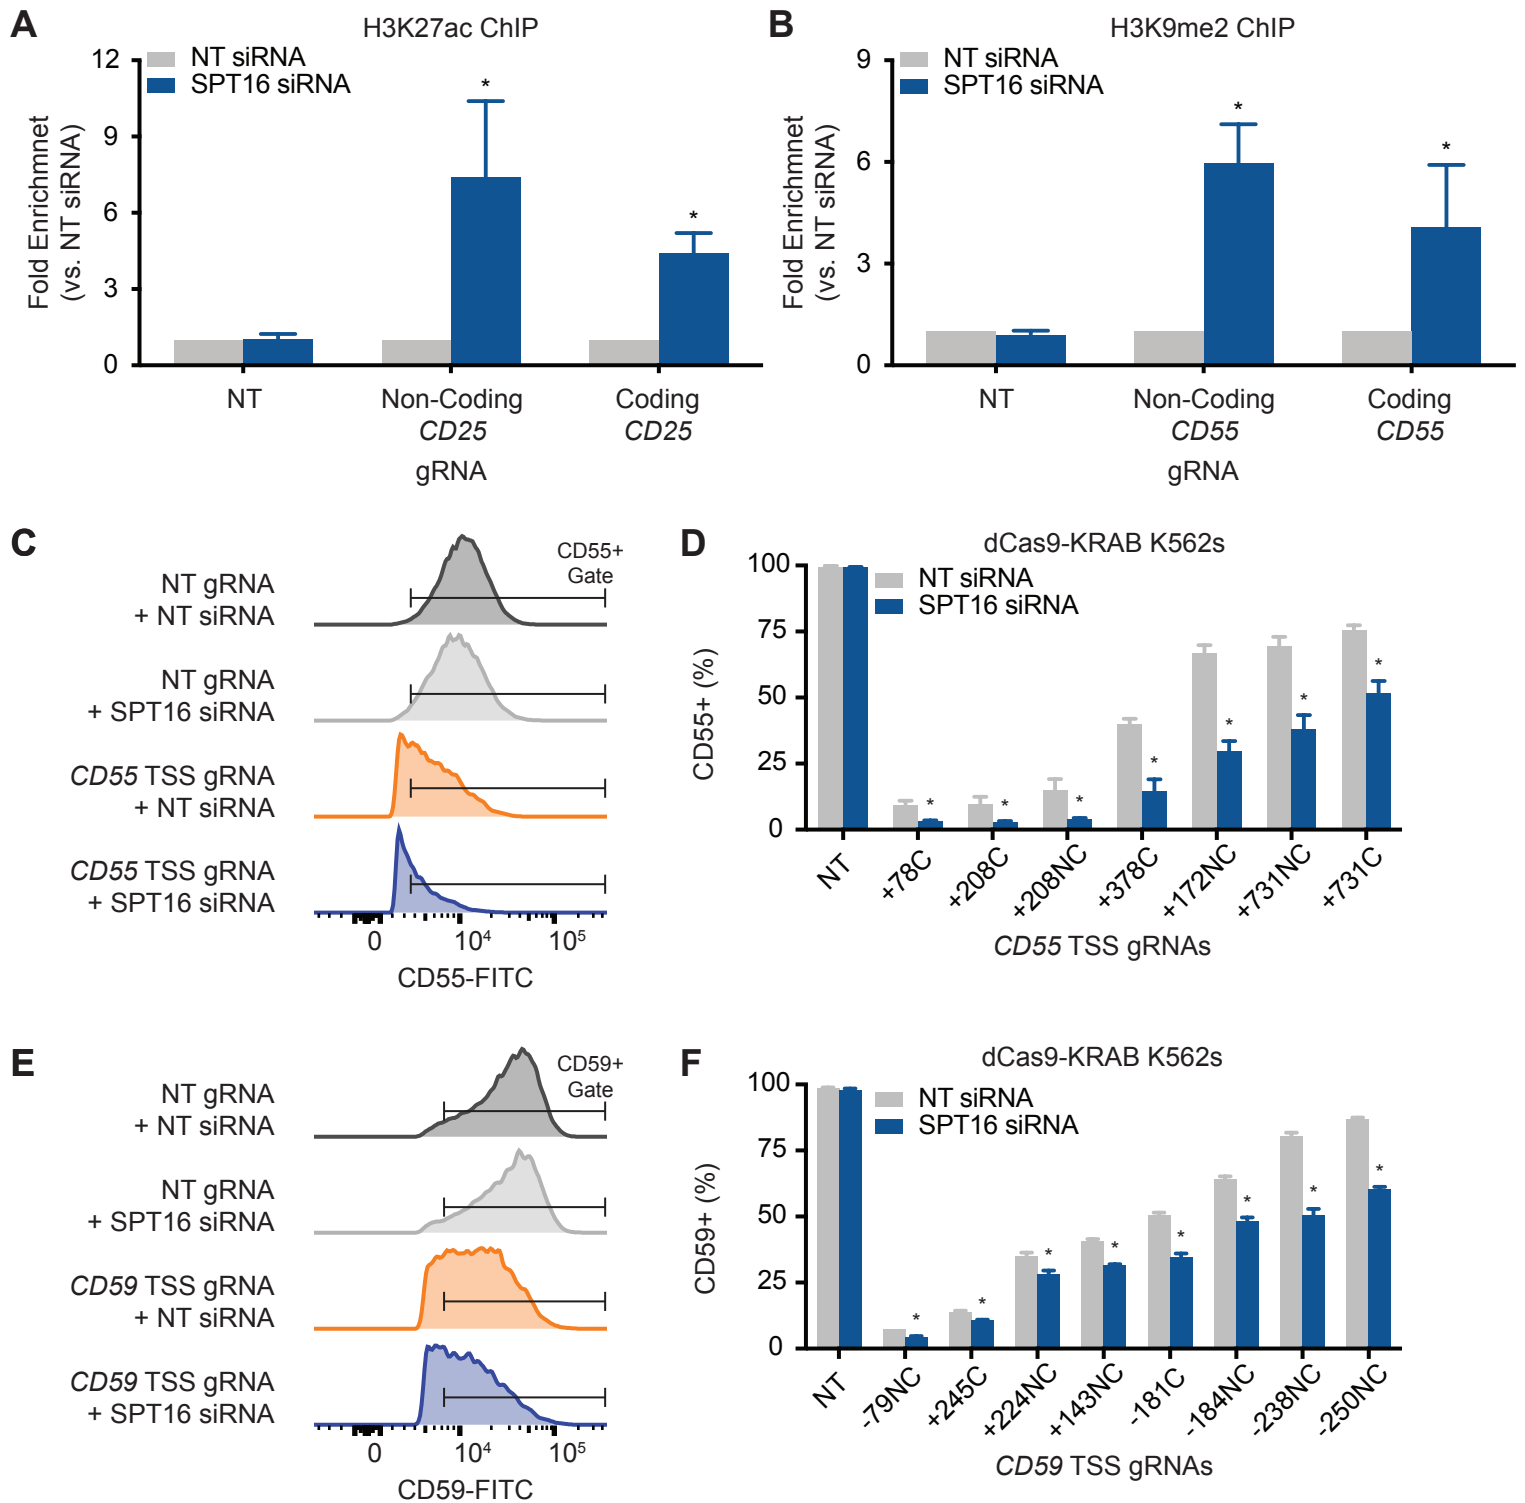 A
H3K27ac ChIP
NT siRNA
SPT16 siRNA
Fold Enrichmnet
(vs. NT siRNA)
12
9
6
3
0
*
*
NT
Non-Coding
CD25
Coding
CD25
gRNA
B
H3K9me2 ChIP
NT siRNA
SPT16 siRNA
Fold Enrichmnet
(vs. NT siRNA)
9
6
3
0
*
*
NT
Non-Coding
CD55
Coding
CD55
gRNA
C
CD55+
Gate
NT gRNA
+ NT siRNA
NT gRNA
+ SPT16 siRNA
CD55 TSS gRNA
+ NT siRNA
CD55 TSS gRNA
+ SPT16 siRNA
0 10⁴ 10⁵
CD55-FITC
D
dCas9-KRAB K562s
NT siRNA
SPT16 siRNA
CD55+ (%)
100
75
50
25
0
* * * * * * *
NT +78C +208C +208NC +378C +172NC +731NC +731C
CD55 TSS gRNAs
E
CD59+
Gate
NT gRNA
+ NT siRNA
NT gRNA
+ SPT16 siRNA
CD59 TSS gRNA
+ NT siRNA
CD59 TSS gRNA
+ SPT16 siRNA
0 10⁴ 10⁵
CD59-FITC
F
dCas9-KRAB K562s
NT siRNA
SPT16 siRNA
CD59+ (%)
100
75
50
25
0
* * * * * * * *
NT -79NC +245C +224NC +143NC -181C -184NC -238NC -250NC
CD59 TSS gRNAs